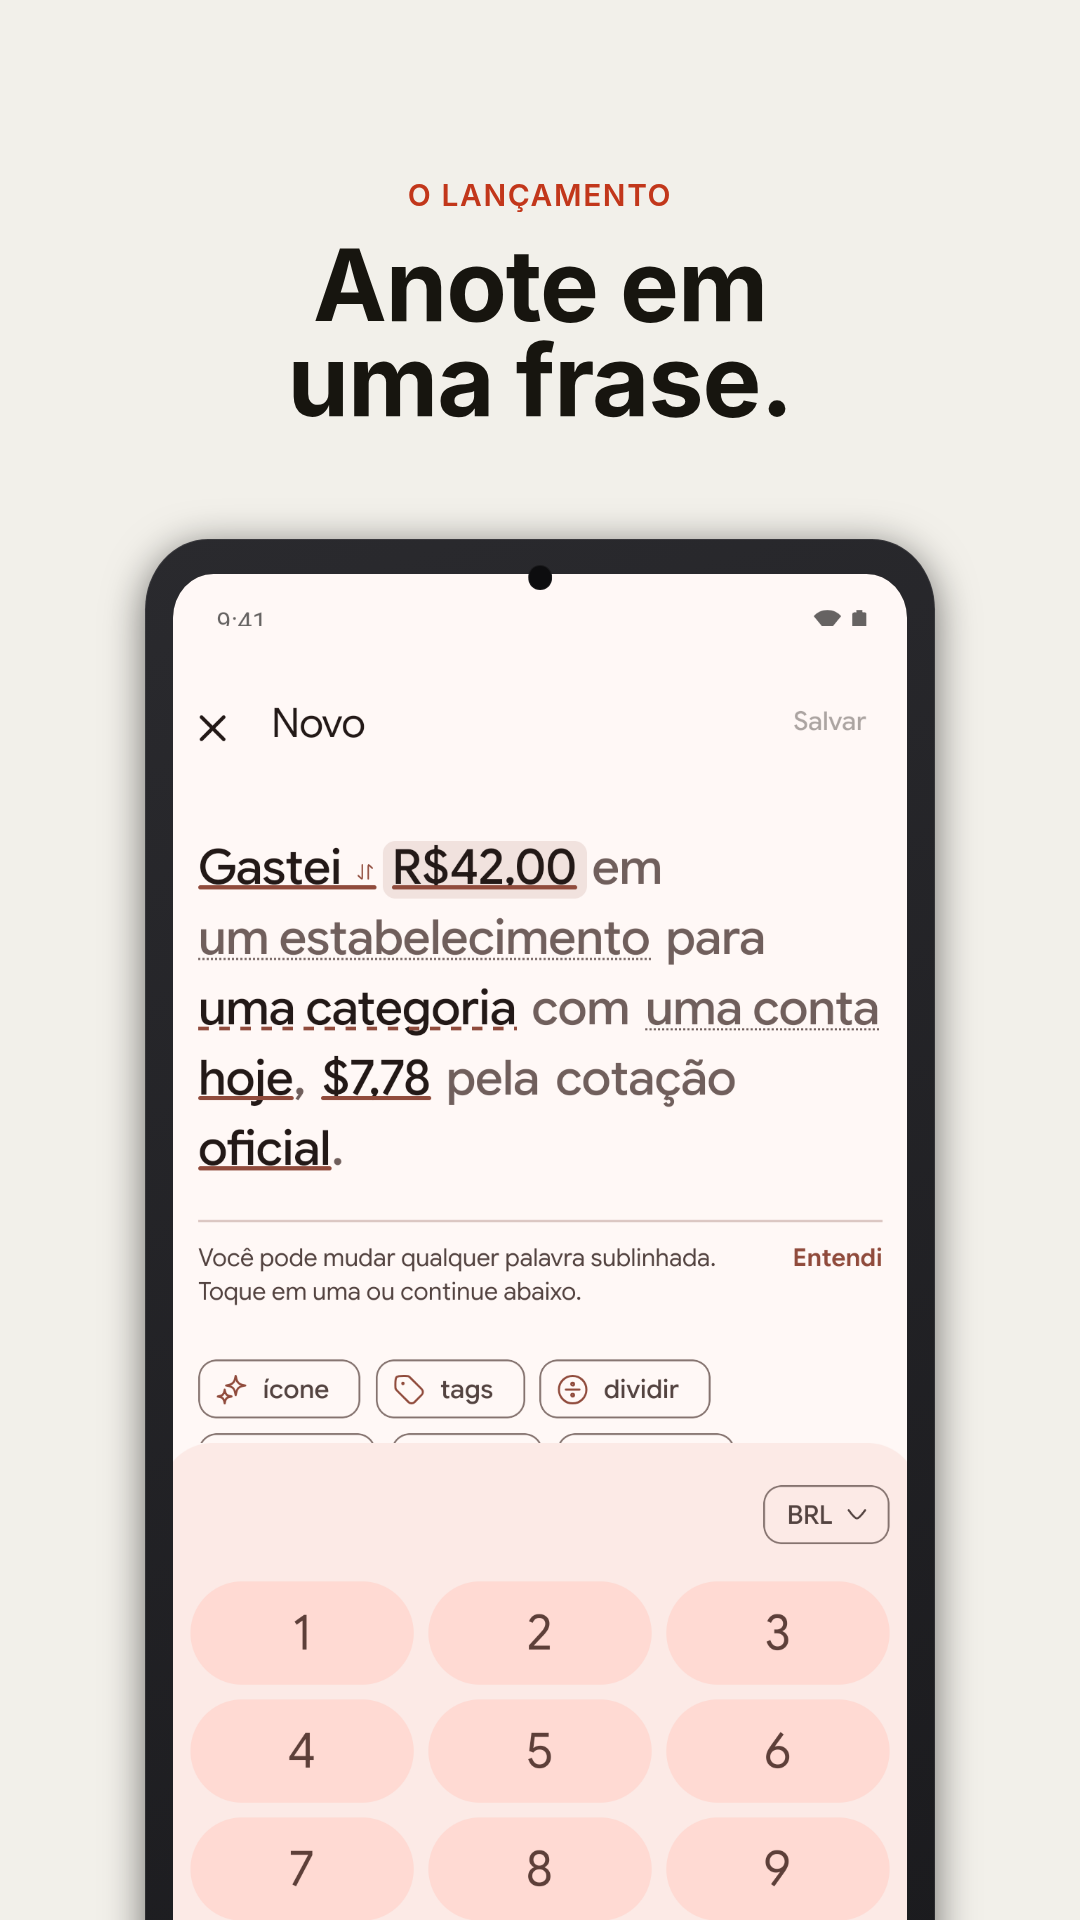 O LANÇAMENTO
Anote em
uma frase.
9:41
Novo
Salvar
Gastei R$42,00 em
um estabelecimento para
uma categoria com uma conta
hoje, $7,78 pela cotação
oficial.
Você pode mudar qualquer palavra sublinhada.
Toque em uma ou continue abaixo.
Entendi
ícone
tags
dividir
BRL
1 2 3
4 5 6
7 8 9